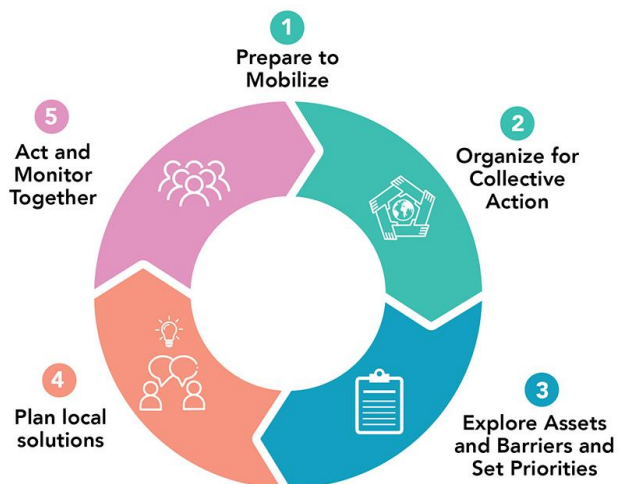 1
Prepare to
Mobilize
2
Organize for
Collective
Action
3
Explore Assets
and Barriers and
Set Priorities
4
Plan local
solutions
5
Act and
Monitor
Together